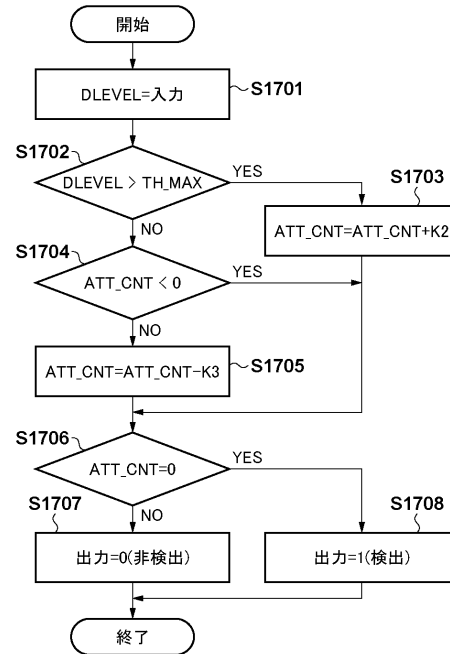 開始
DLEVEL=入力
S1701
S1702
DLEVEL > TH_MAX
YES
S1703
ATT_CNT=ATT_CNT+K2
NO
S1704
ATT_CNT < 0
YES
NO
ATT_CNT=ATT_CNT-K3
S1705
S1706
ATT_CNT=0
YES
NO
S1707
出力=0(非検出)
S1708
出力=1(検出)
終了